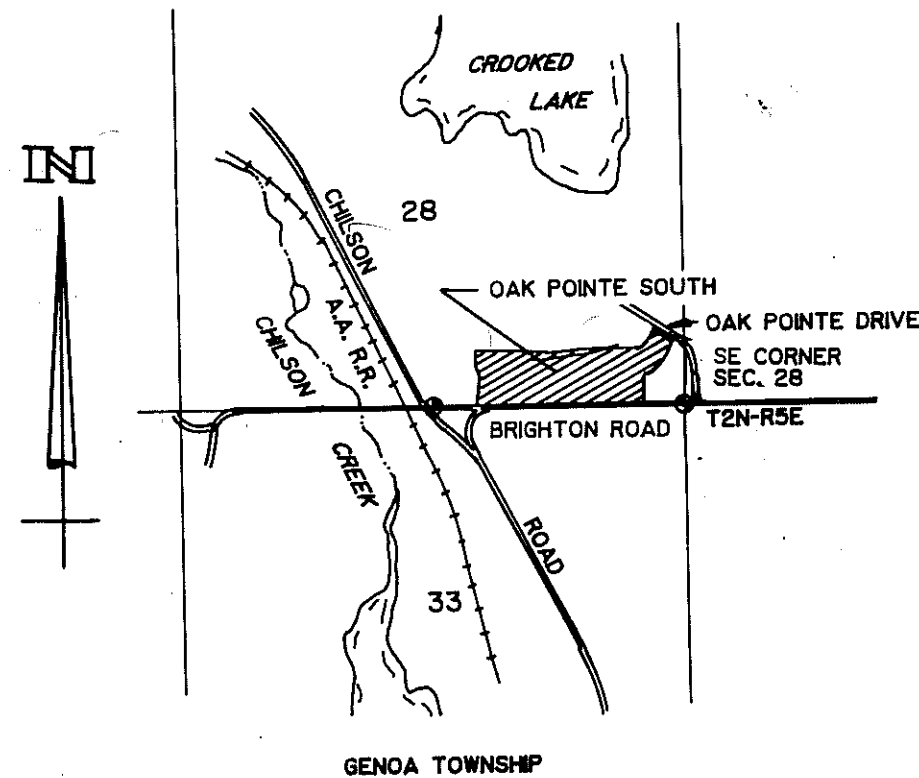 CROOKED
LAKE
N
CHILSON
28
OAK POINTE SOUTH
OAK POINTE DRIVE
A.A. R.R.
CHILSON
SE CORNER
SEC. 28
BRIGHTON ROAD
T2N-R5E
CREEK
ROAD
33
GENOA TOWNSHIP